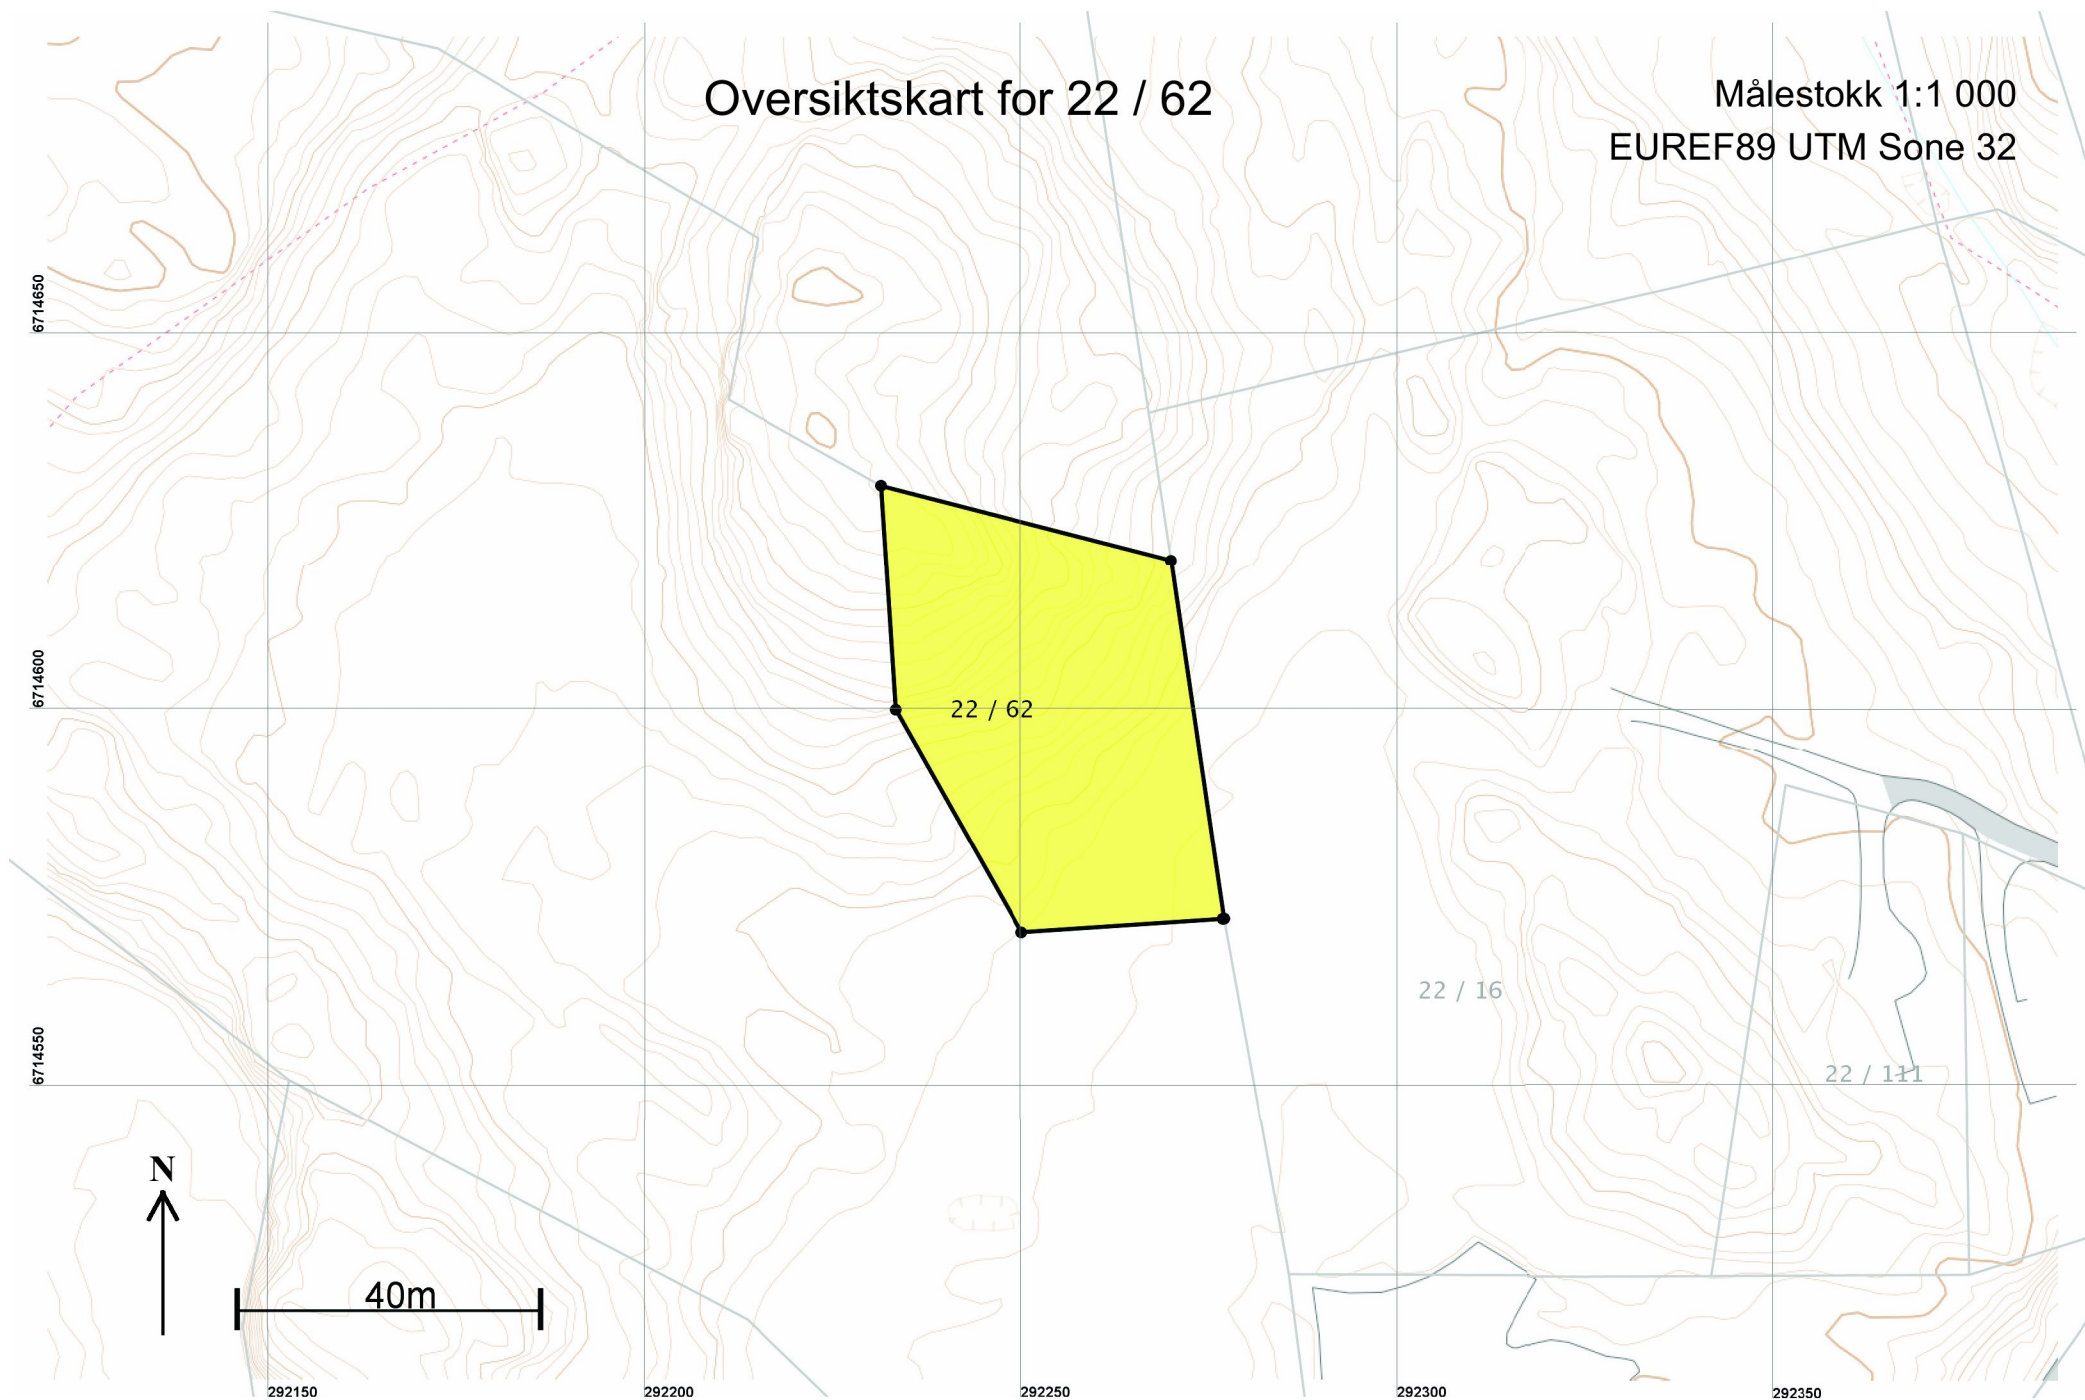 Oversiktskart for 22 / 62
Målestokk 1:1 000
EUREF89 UTM Sone 32
6714650
6714600
22 / 62
22 / 16
6714550
22 / 111
N
40m
292150
292200
292250
292300
292350